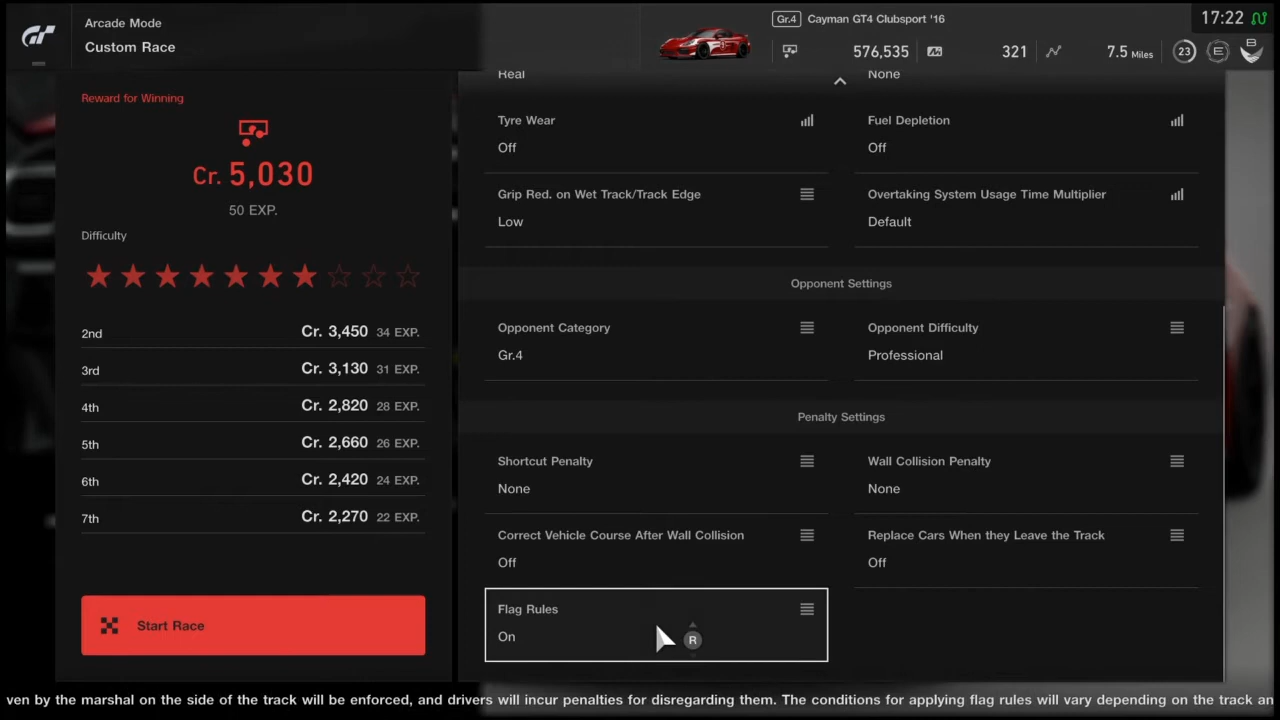 Arcade Mode
Custom Race
Gr.4 Cayman GT4 Clubsport '16
17:22
576,535 321 7.5 Miles 23 E B
Reward for Winning
Cr. 5,030
50 EXP.
Difficulty
2nd Cr. 3,450 34 EXP.
3rd Cr. 3,130 31 EXP.
4th Cr. 2,820 28 EXP.
5th Cr. 2,660 26 EXP.
6th Cr. 2,420 24 EXP.
7th Cr. 2,270 22 EXP.
Start Race
Real None
Tyre Wear Fuel Depletion
Off Off
Grip Red. on Wet Track/Track Edge Overtaking System Usage Time Multiplier
Low Default
Opponent Settings
Opponent Category Opponent Difficulty
Gr.4 Professional
Penalty Settings
Shortcut Penalty Wall Collision Penalty
None None
Correct Vehicle Course After Wall Collision Replace Cars When they Leave the Track
Off Off
Flag Rules
On
R
ven by the marshal on the side of the track will be enforced, and drivers will incur penalties for disregarding them. The conditions for applying flag rules will vary depending on the track an